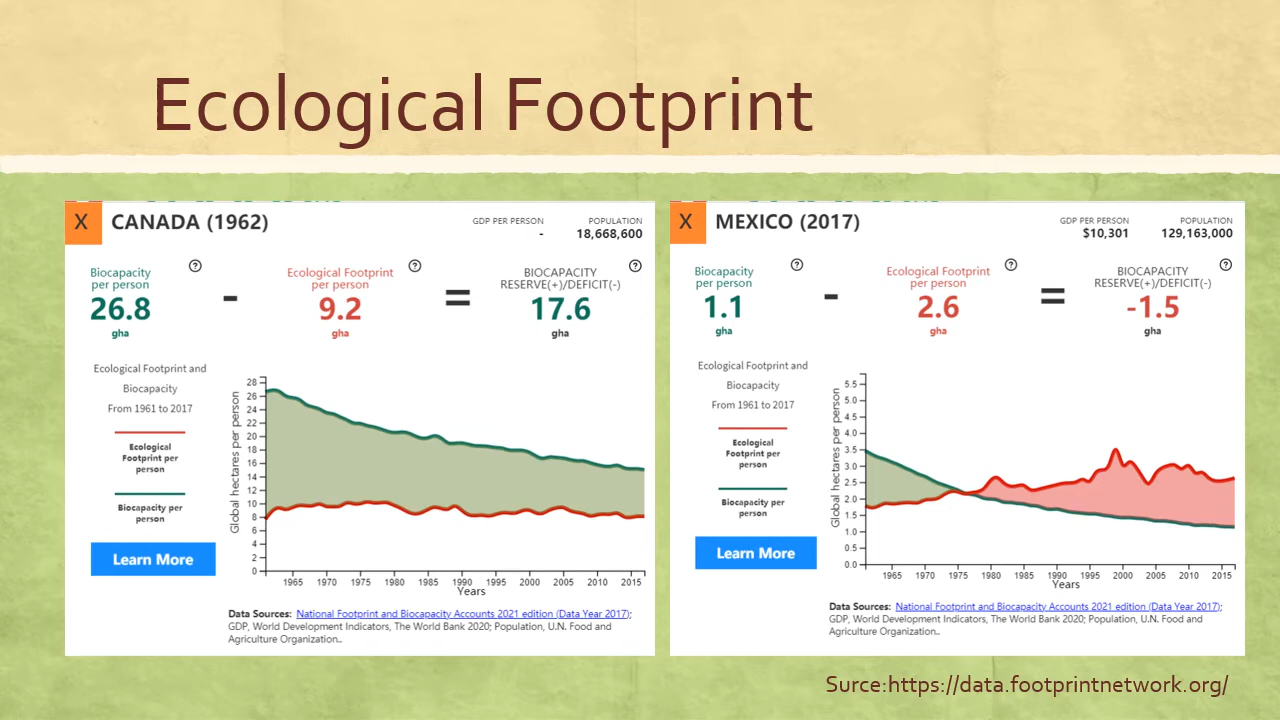 Ecological Footprint
X
CANADA (1962)
GDP PER PERSON
-
POPULATION
18,668,600
Biocapacity
per person
26.8
gha
?
-
Ecological Footprint
per person
9.2
gha
?
=
BIOCAPACITY
RESERVE(+)/DEFICIT(-)
17.6
gha
?
Ecological Footprint and
Biocapacity
From 1961 to 2017
Ecological
Footprint per
person
Biocapacity per
person
Learn More
Global hectares per person
28
26
24
22
20
18
16
14
12
10
8
6
4
2
0
1965 1970 1975 1980 1985 1990 1995 2000 2005 2010 2015
Years
Data Sources: National Footprint and Biocapacity Accounts 2021 edition (Data Year 2017);
GDP, World Development Indicators, The World Bank 2020; Population, U.N. Food and
Agriculture Organization..
X
MEXICO (2017)
GDP PER PERSON
$10,301
POPULATION
129,163,000
Biocapacity
per person
1.1
gha
?
-
Ecological Footprint
per person
2.6
gha
?
=
BIOCAPACITY
RESERVE(+)/DEFICIT(-)
-1.5
gha
?
Ecological Footprint and
Biocapacity
From 1961 to 2017
Ecological
Footprint per
person
Biocapacity per
person
Learn More
Global hectares per person
5.5
5.0
4.5
4.0
3.5
3.0
2.5
2.0
1.5
1.0
0.5
0.0
1965 1970 1975 1980 1985 1990 1995 2000 2005 2010 2015
Years
Data Sources: National Footprint and Biocapacity Accounts 2021 edition (Data Year 2017);
GDP, World Development Indicators, The World Bank 2020; Population, U.N. Food and
Agriculture Organization..
Surce:https://data.footprintnetwork.org/